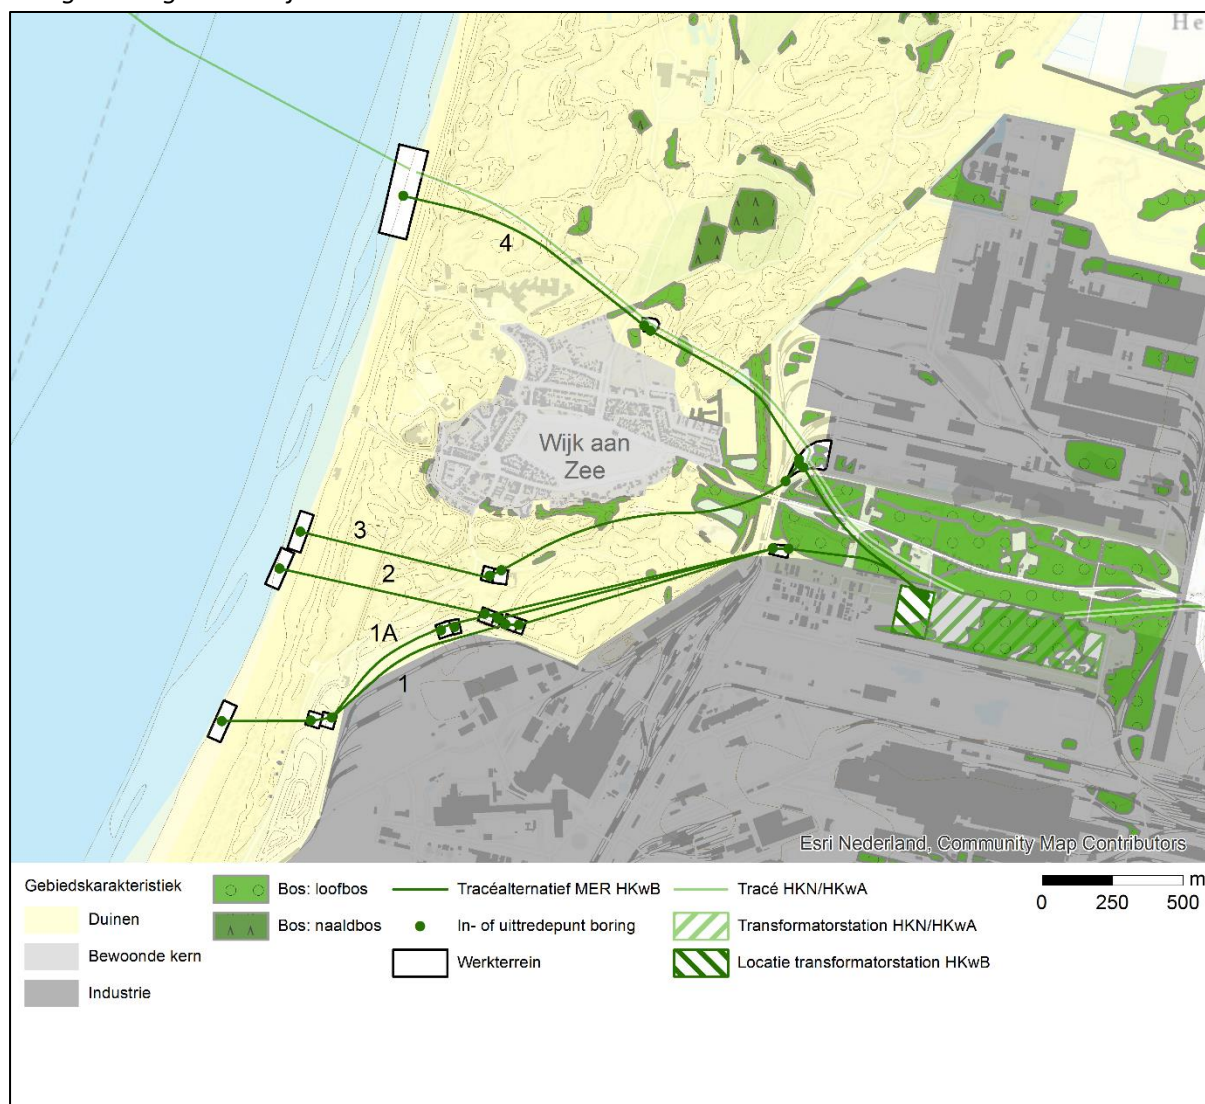 He
4
Wijk aan
Zee
3
2
1A
1
Esri Nederland, Community Map Contributors
Gebiedskarakteristiek
Duinen
Bewoonde kern
Industrie
Bos: loofbos
Bos: naaldbos
Tracéalternatief MER HKwB
In- of uittredepunt boring
Werkterrein
Tracé HKN/HKwA
Transformatorstation HKN/HKwA
Locatie transformatorstation HKwB
m
0 250 500